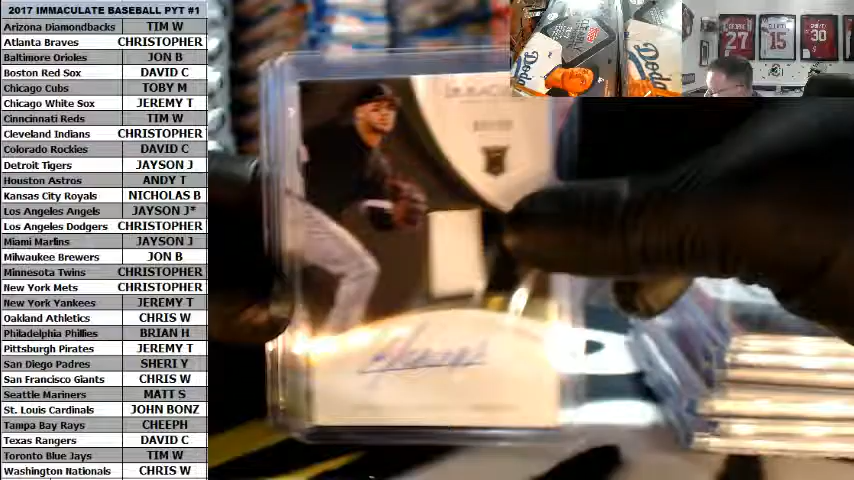 2017 IMMACULATE BASEBALL PYT #1
Arizona Diamondbacks TIM W
Atlanta Braves CHRISTOPHER
Baltimore Orioles JON B
Boston Red Sox DAVID C
Chicago Cubs TOBY M
Chicago White Sox JEREMY T
Cinncinati Reds TIM W
Cleveland Indians CHRISTOPHER
Colorado Rockies DAVID C
Detroit Tigers JAYSON J
Houston Astros ANDY T
Kansas City Royals NICHOLAS B
Los Angeles Angels JAYSON J*
Los Angeles Dodgers CHRISTOPHER
Miami Marlins JAYSON J
Milwaukee Brewers JON B
Minnesota Twins CHRISTOPHER
New York Mets CHRISTOPHER
New York Yankees JEREMY T
Oakland Athletics CHRIS W
Philadelphia Phillies BRIAN H
Pittsburgh Pirates JEREMY T
San Diego Padres SHERI Y
San Francisco Giants CHRIS W
Seattle Mariners MATT S
St. Louis Cardinals JOHN BONZ
Tampa Bay Rays CHEEPH
Texas Rangers DAVID C
Toronto Blue Jays TIM W
Washington Nationals CHRIS W
GEORGE
27
15
30